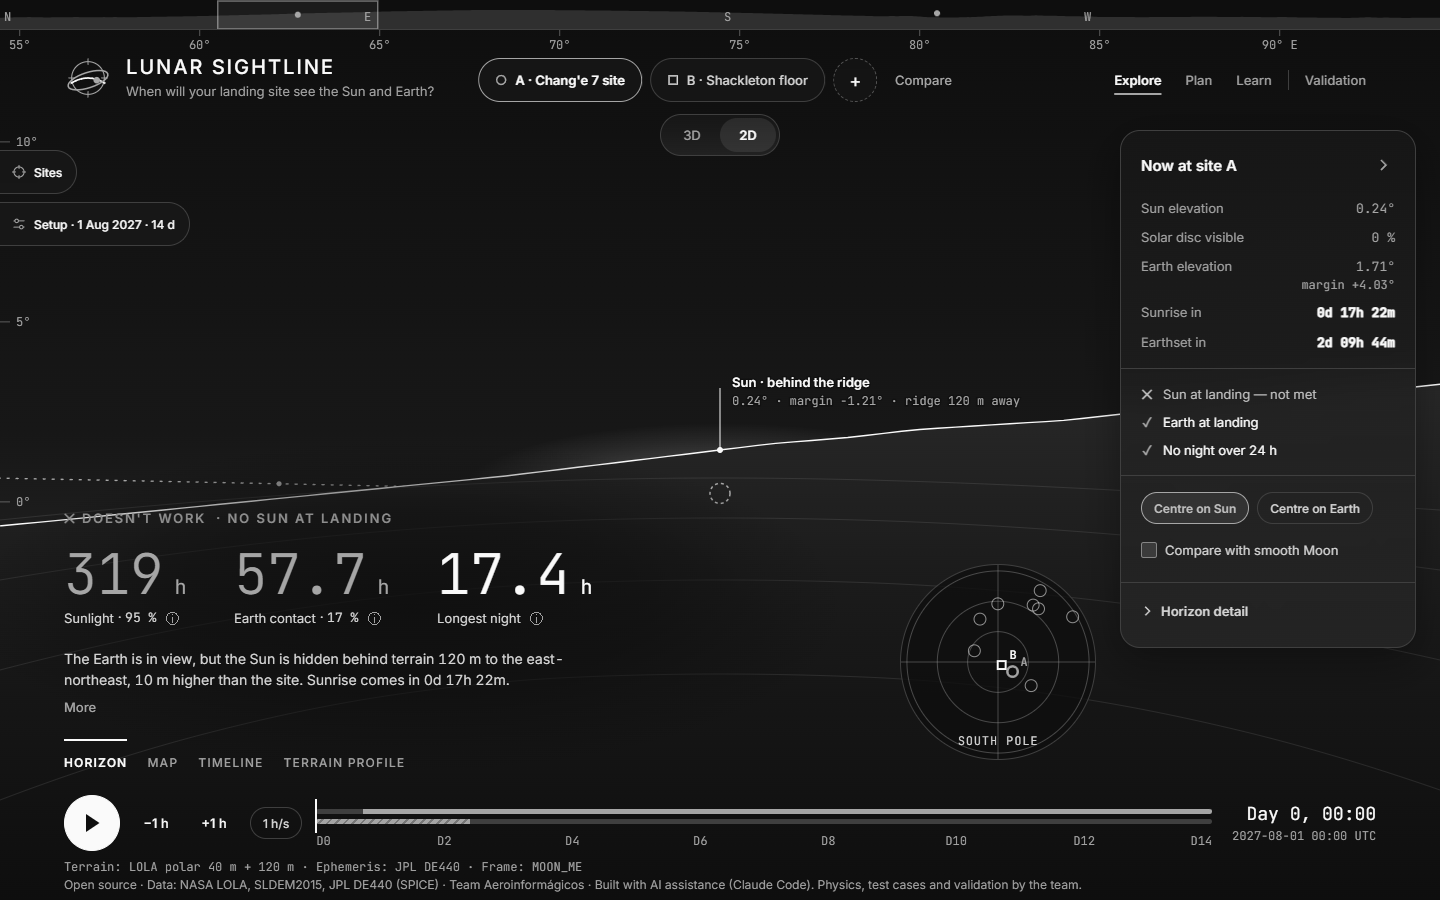 N E S W
55° 60° 65° 70° 75° 80° 85° 90° E
LUNAR SIGHTLINE
When will your landing site see the Sun and Earth?
A · Chang'e 7 site
B · Shackleton floor
+
Compare
Explore Plan Learn Validation
3D 2D
10°
Sites
Setup · 1 Aug 2027 · 14 d
5°
0°
Now at site A
Sun elevation 0.24°
Solar disc visible 0 %
Earth elevation 1.71°
margin +4.03°
Sunrise in 0d 17h 22m
Earthset in 2d 09h 44m
Sun at landing — not met
Earth at landing
No night over 24 h
Centre on Sun Centre on Earth
Compare with smooth Moon
Horizon detail
Sun · behind the ridge
0.24° · margin -1.21° · ridge 120 m away
DOESN'T WORK · NO SUN AT LANDING
319 h 57.7 h 17.4 h
Sunlight · 95 % Earth contact · 17 % Longest night
The Earth is in view, but the Sun is hidden behind terrain 120 m to the east-
northeast, 10 m higher than the site. Sunrise comes in 0d 17h 22m.
More
B
A
SOUTH POLE
HORIZON MAP TIMELINE TERRAIN PROFILE
−1 h +1 h 1 h/s
D0 D2 D4 D6 D8 D10 D12 D14
Day 0, 00:00
2027-08-01 00:00 UTC
Terrain: LOLA polar 40 m + 120 m · Ephemeris: JPL DE440 · Frame: MOON_ME
Open source · Data: NASA LOLA, SLDEM2015, JPL DE440 (SPICE) · Team Aeroinformágicos · Built with AI assistance (Claude Code). Physics, test cases and validation by the team.